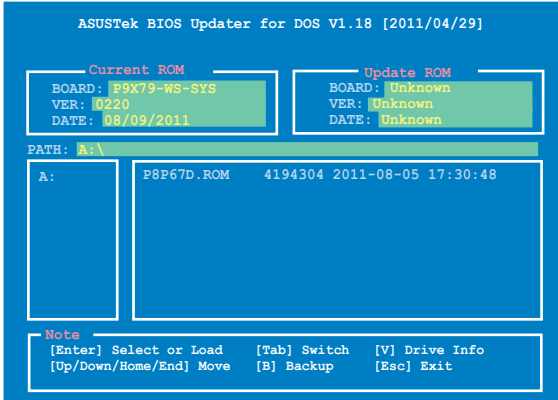 ASUSTek BIOS Updater for DOS V1.18 [2011/04/29]
Current ROM
BOARD: P9X79-WS-SYS
VER: 0220
DATE: 08/09/2011
Update ROM
BOARD: Unknown
VER: Unknown
DATE: Unknown
PATH: A:\
A:
P8P67D.ROM 4194304 2011-08-05 17:30:48
Note
[Enter] Select or Load [Tab] Switch [V] Drive Info
[Up/Down/Home/End] Move [B] Backup [Esc] Exit